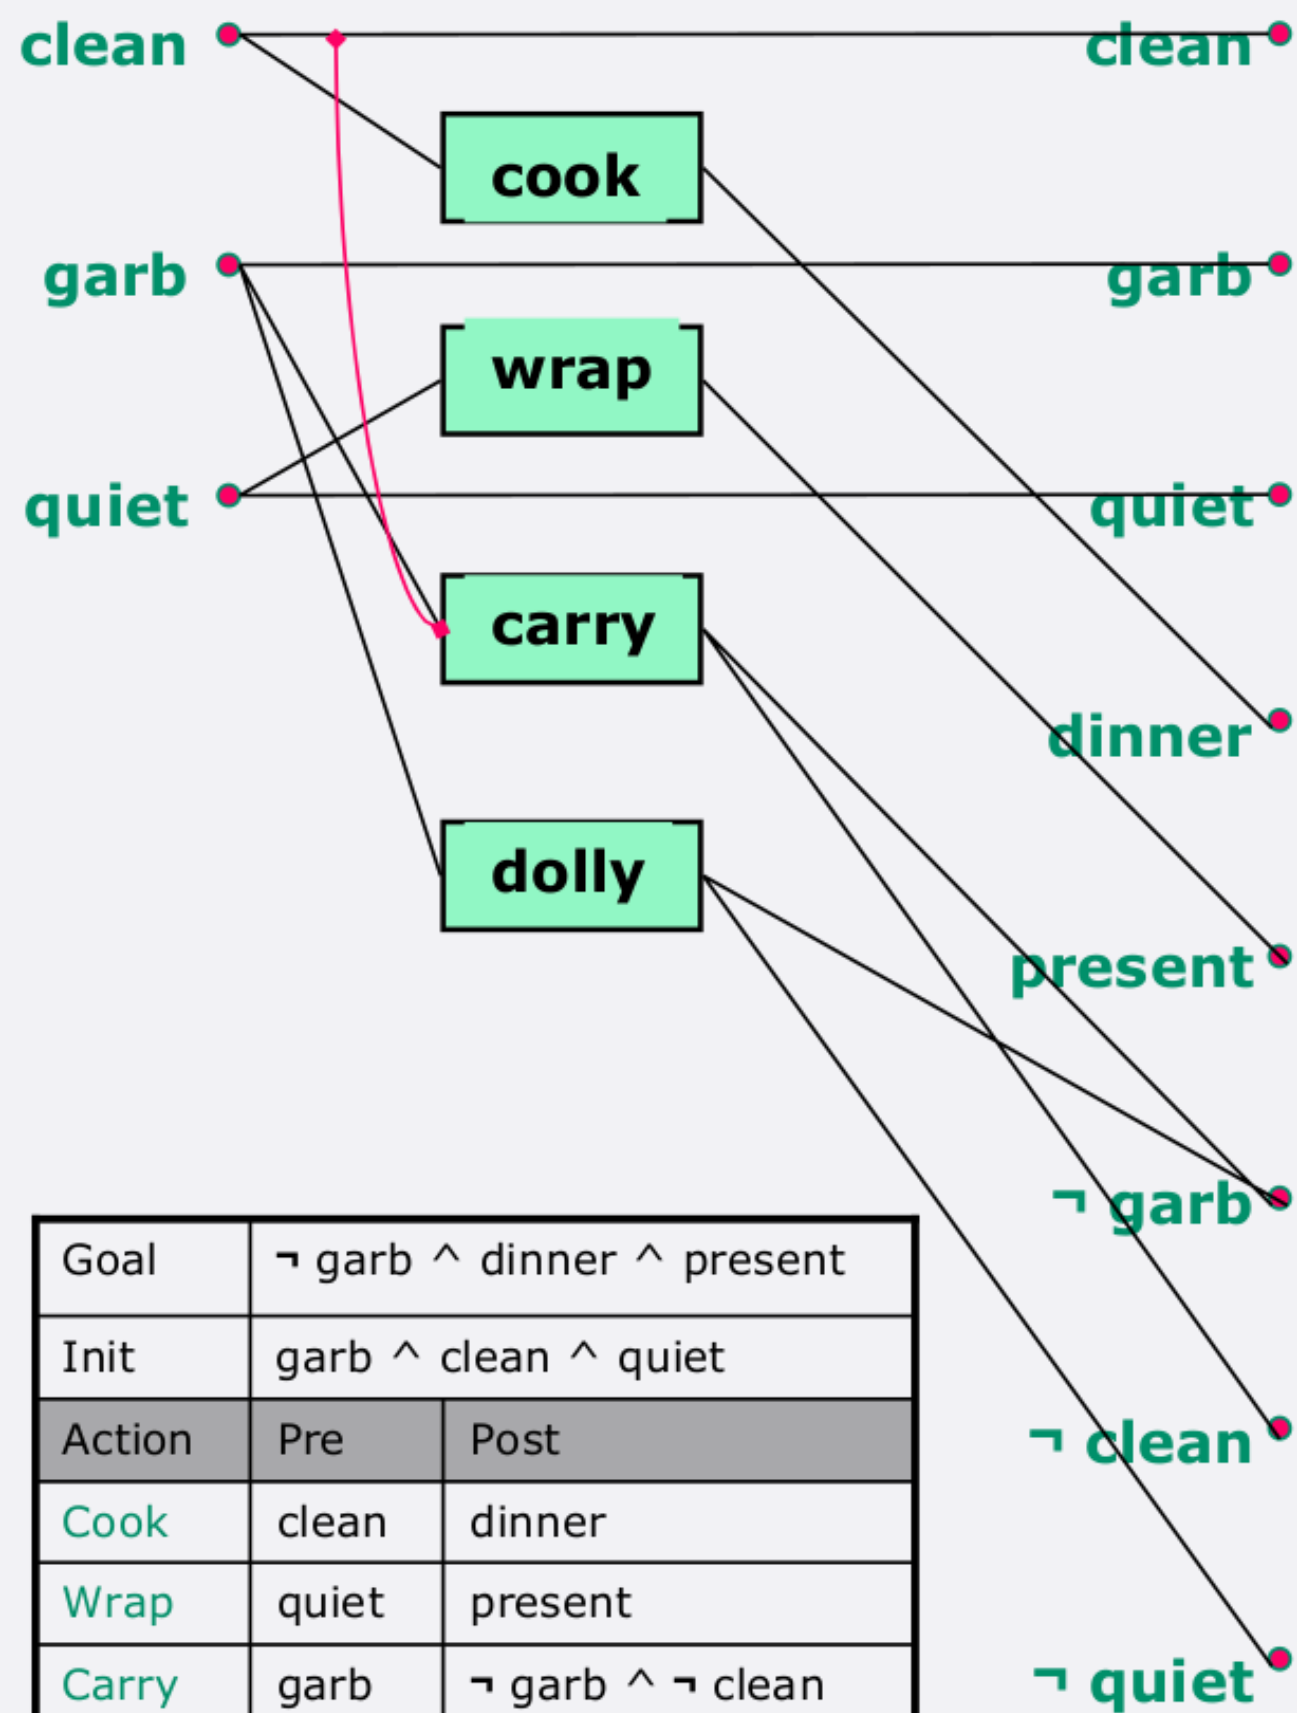 clean clean
cook
garb garb
wrap
quiet quiet
carry
dinner
dolly
present
¬ garb
Goal ¬ garb ^ dinner ^ present
Init garb ^ clean ^ quiet
Action Pre Post
¬ clean
Cook clean dinner
Wrap quiet present
Carry garb ¬ garb ^ ¬ clean
¬ quiet